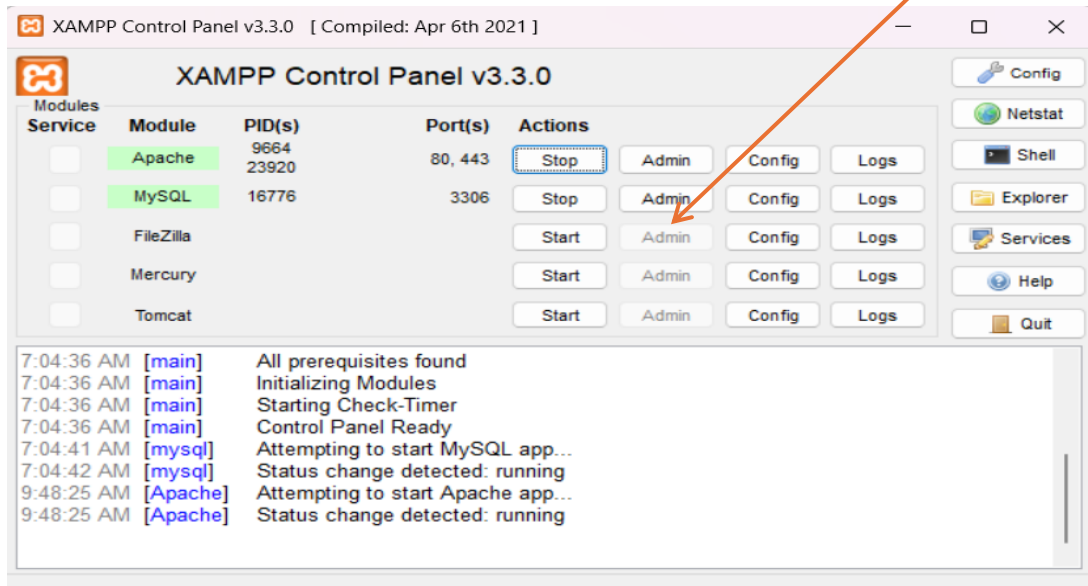 XAMPP Control Panel v3.3.0 [ Compiled: Apr 6th 2021 ]
XAMPP Control Panel v3.3.0
Config
Modules
Service Module PID(s) Port(s) Actions
Netstat
Apache 9664 23920 80, 443 Stop Admin Config Logs
Shell
MySQL 16776 3306 Stop Admin Config Logs
Explorer
FileZilla Start Admin Config Logs
Services
Mercury Start Admin Config Logs
Help
Tomcat Start Admin Config Logs
Quit
7:04:36 AM [main] All prerequisites found
7:04:36 AM [main] Initializing Modules
7:04:36 AM [main] Starting Check-Timer
7:04:36 AM [main] Control Panel Ready
7:04:41 AM [mysql] Attempting to start MySQL app...
7:04:42 AM [mysql] Status change detected: running
9:48:25 AM [Apache] Attempting to start Apache app...
9:48:25 AM [Apache] Status change detected: running